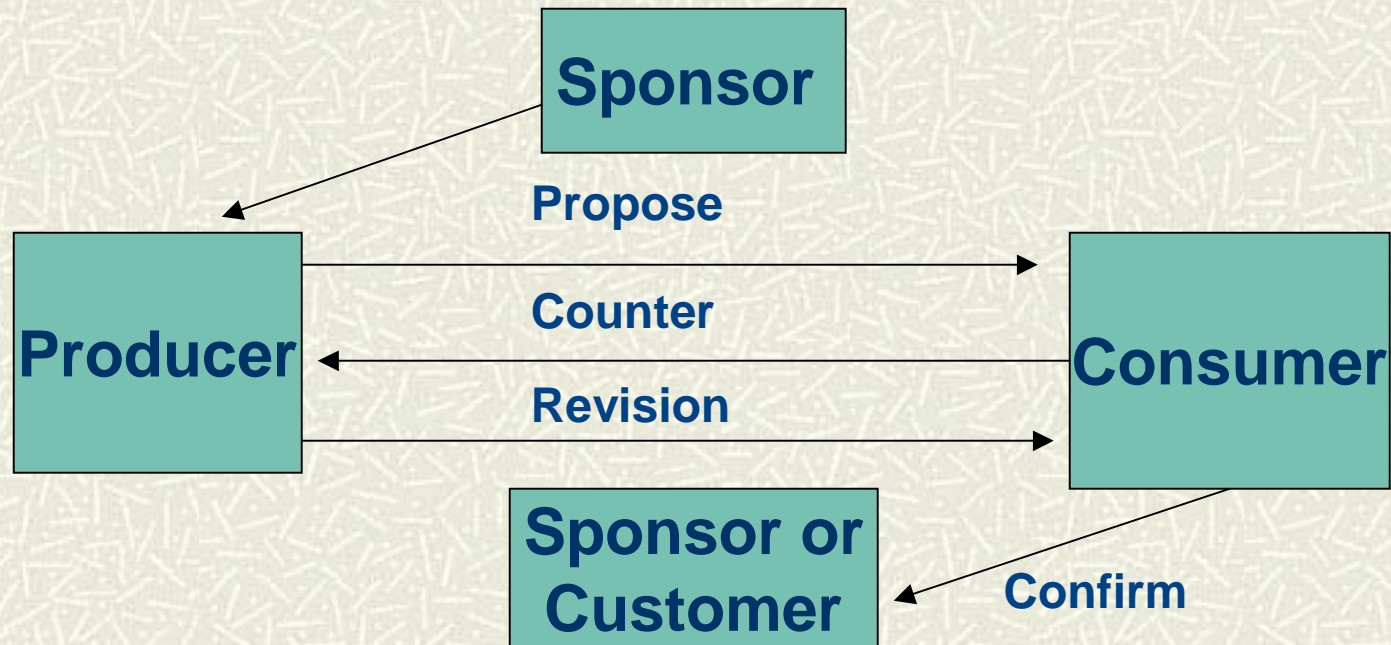 Sponsor
Propose
Producer
Counter
Consumer
Revision
Sponsor or
Customer
Confirm